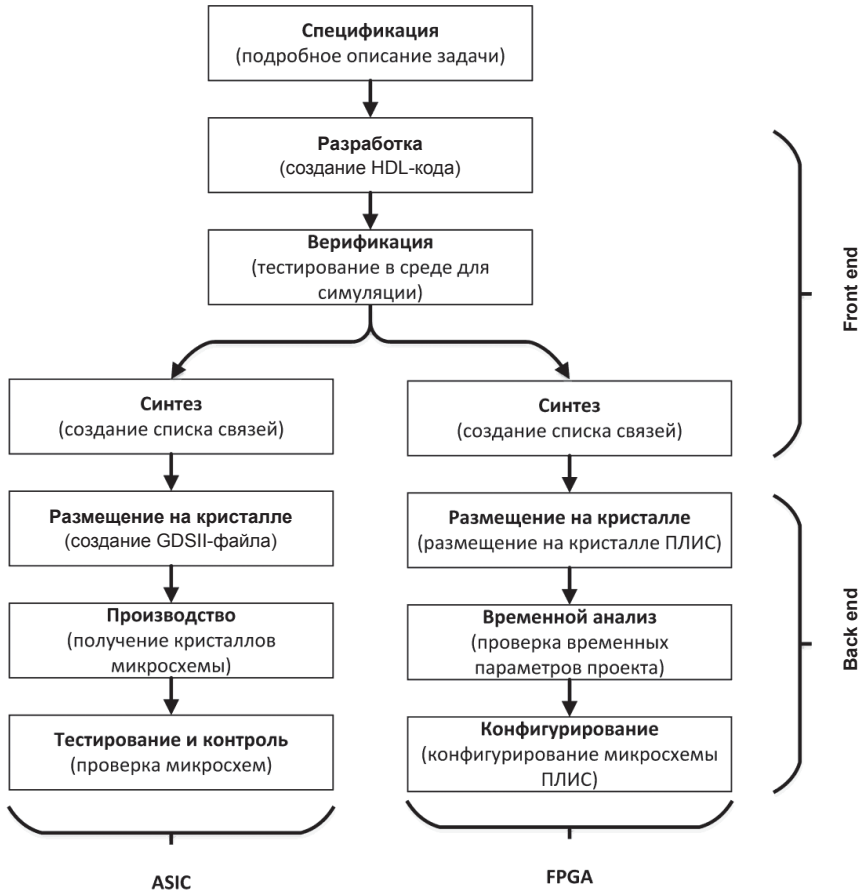 Спецификация
(подробное описание задачи)
Разработка
(создание HDL-кода)
Верификация
(тестирование в среде для
симуляции)
Front end
Синтез
(создание списка связей)
Размещение на кристалле
(создание GDSII-файла)
Производство
(получение кристаллов
микросхемы)
Тестирование и контроль
(проверка микросхем)
ASIC
Синтез
(создание списка связей)
Размещение на кристалле
(размещение на кристалле ПЛИС)
Временной анализ
(проверка временных
параметров проекта)
Конфигурирование
(конфигурирование микросхемы
ПЛИС)
FPGA
Back end